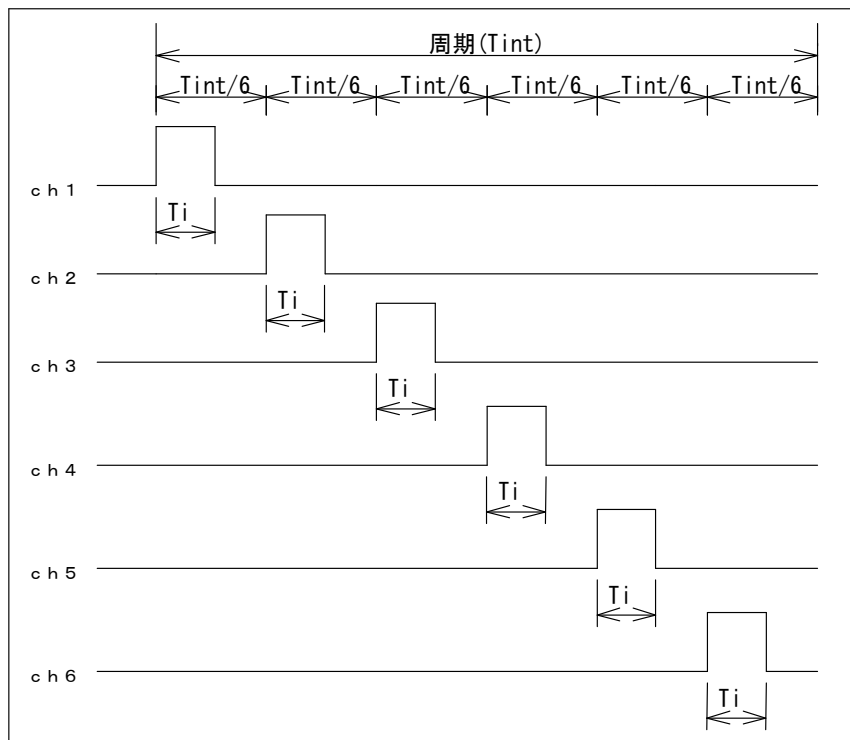 周期(Tint)
Tint/6 Tint/6 Tint/6 Tint/6 Tint/6 Tint/6
ch1
Ti
ch2
Ti
ch3
Ti
ch4
Ti
ch5
Ti
ch6
Ti